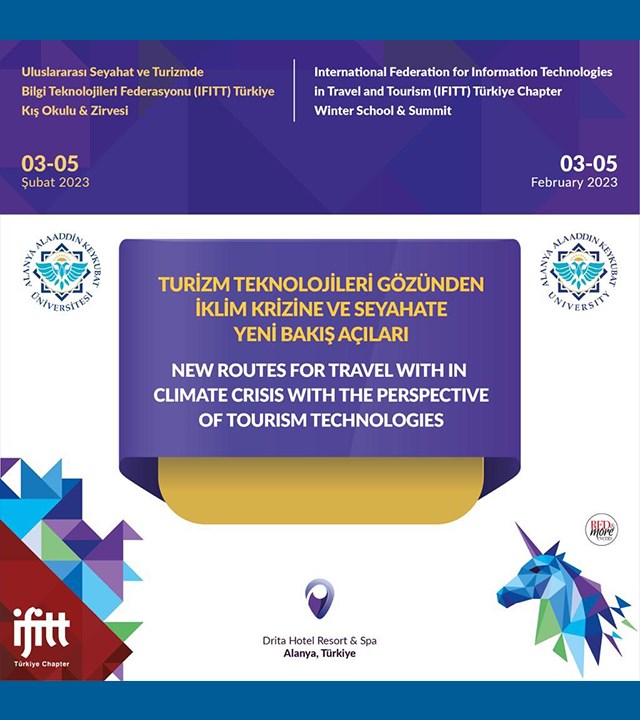 Uluslararası Seyahat ve Turizmde
Bilgi Teknolojileri Federasyonu (IFITT) Türkiye
Kış Okulu & Zirvesi
International Federation for Information Technologies
in Travel and Tourism (IFITT) Türkiye Chapter
Winter School & Summit
03-05
Şubat 2023
03-05
February 2023
ALANYA ALAADDİN KEYKUBAT
ÜNİVERSİTESİ
ALANYA ALAADDİN KEYKUBAT
UNIVERSITY
TURİZM TEKNOLOJİLERİ GÖZÜNDEN
İKLİM KRİZİNE VE SEYAHATE
YENİ BAKIŞ AÇILARI
NEW ROUTES FOR TRAVEL WITH IN
CLIMATE CRISIS WITH THE PERSPECTIVE
OF TOURISM TECHNOLOGIES
RED&
more
EVENTS
ifitt
Türkiye Chapter
Drita Hotel Resort & Spa
Alanya, Türkiye